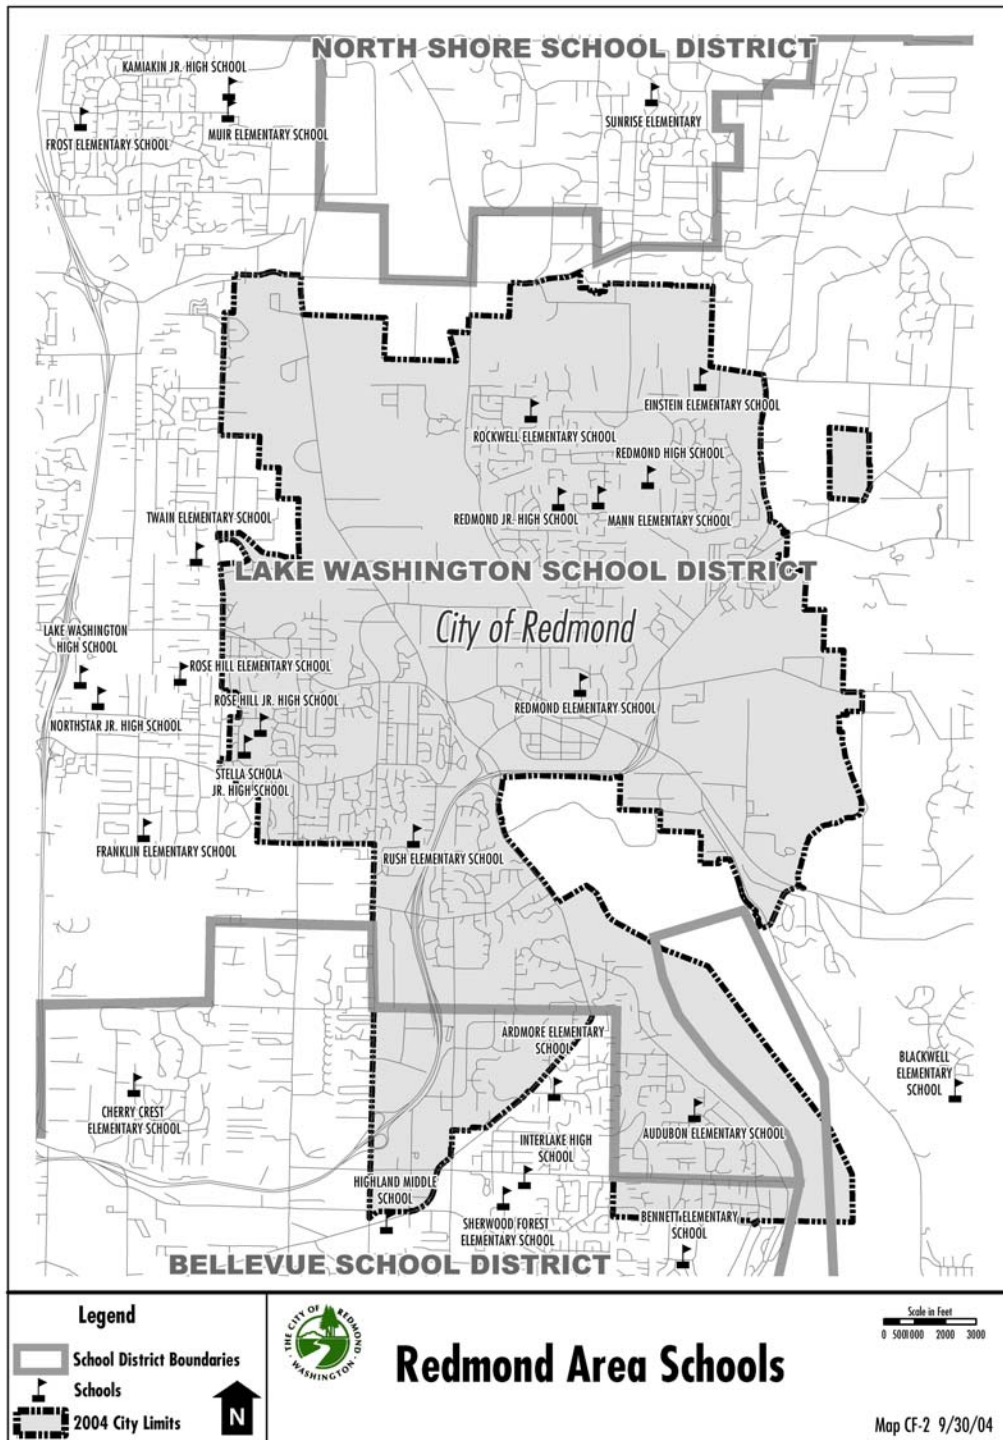 NORTH SHORE SCHOOL DISTRICT
KAMIAKIN JR. HIGH SCHOOL
MUIR ELEMENTARY SCHOOL
FROST ELEMENTARY SCHOOL
SUNRISE ELEMENTARY
EINSTEIN ELEMENTARY SCHOOL
ROCKWELL ELEMENTARY SCHOOL
REDMOND HIGH SCHOOL
TWAIN ELEMENTARY SCHOOL
REDMOND JR. HIGH SCHOOL
MANN ELEMENTARY SCHOOL
LAKE WASHINGTON SCHOOL DISTRICT
City of Redmond
LAKE WASHINGTON
HIGH SCHOOL
ROSE HILL ELEMENTARY SCHOOL
ROSE HILL JR. HIGH SCHOOL
REDMOND ELEMENTARY SCHOOL
NORTHSTAR JR. HIGH SCHOOL
STELLA SCHOLA
JR. HIGH SCHOOL
FRANKLIN ELEMENTARY SCHOOL
RUSH ELEMENTARY SCHOOL
ARDMORE ELEMENTARY
SCHOOL
BLACKWELL
ELEMENTARY
SCHOOL
CHERRY CREST
ELEMENTARY SCHOOL
AUDUBON ELEMENTARY SCHOOL
INTERLAKE HIGH
SCHOOL
HIGHLAND MIDDLE
SCHOOL
SHERWOOD FOREST
ELEMENTARY SCHOOL
BENNETT ELEMENTARY
SCHOOL
BELLEVUE SCHOOL DISTRICT
Legend
School District Boundaries
Schools
2004 City Limits
N
THE CITY OF REDMOND
WASHINGTON
Redmond Area Schools
Scale in Feet
0 500 1000 2000 3000
Map CF-2 9/30/04